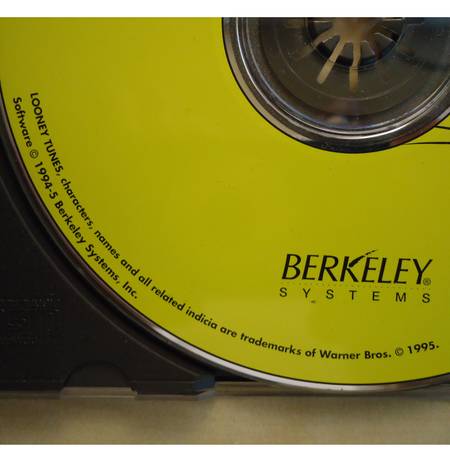 LOONEY TUNES, characters, names and all related indicia are trademarks of Warner Bros. © 1995.
Software © 1994-5 Berkeley Systems, Inc.
BERKELEY®
SYSTEMS